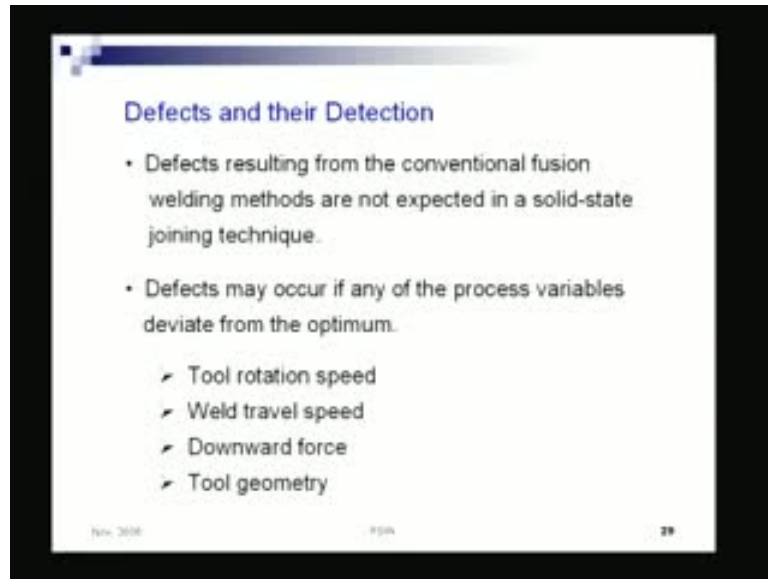 Defects and their Detection
• Defects resulting from the conventional fusion
welding methods are not expected in a solid-state
joining technique.
• Defects may occur if any of the process variables
deviate from the optimum.
➢ Tool rotation speed
➢ Weld travel speed
➢ Downward force
➢ Tool geometry
Nov,
29